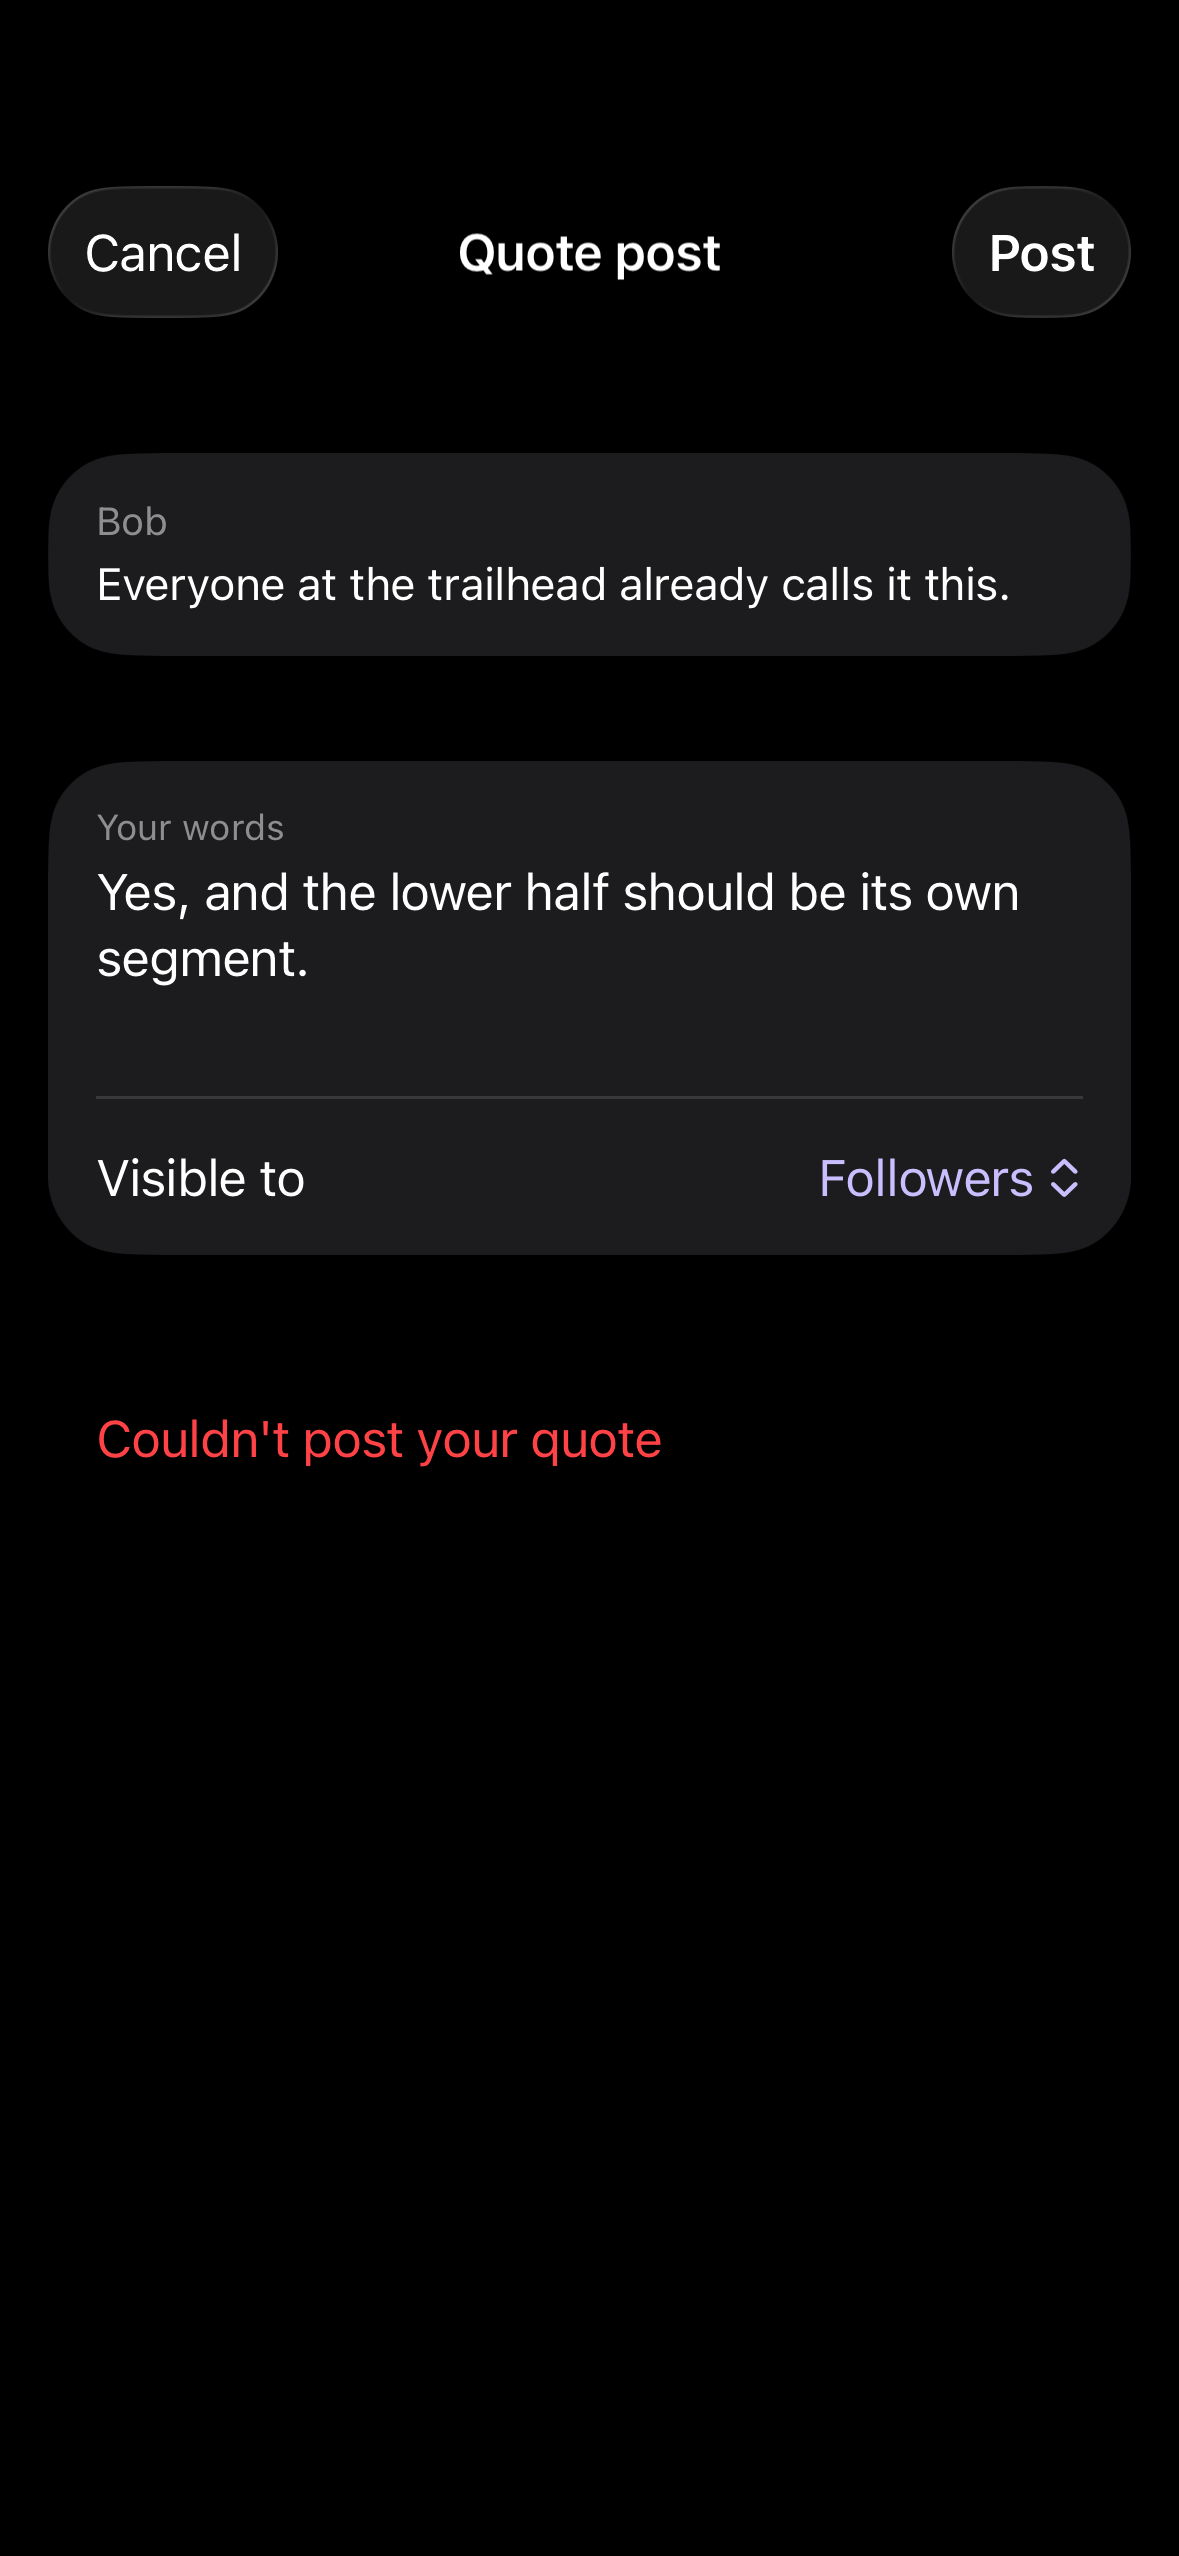 Cancel
Quote post
Post
Bob
Everyone at the trailhead already calls it this.
Your words
Yes, and the lower half should be its own
segment.
Visible to
Followers
Couldn't post your quote